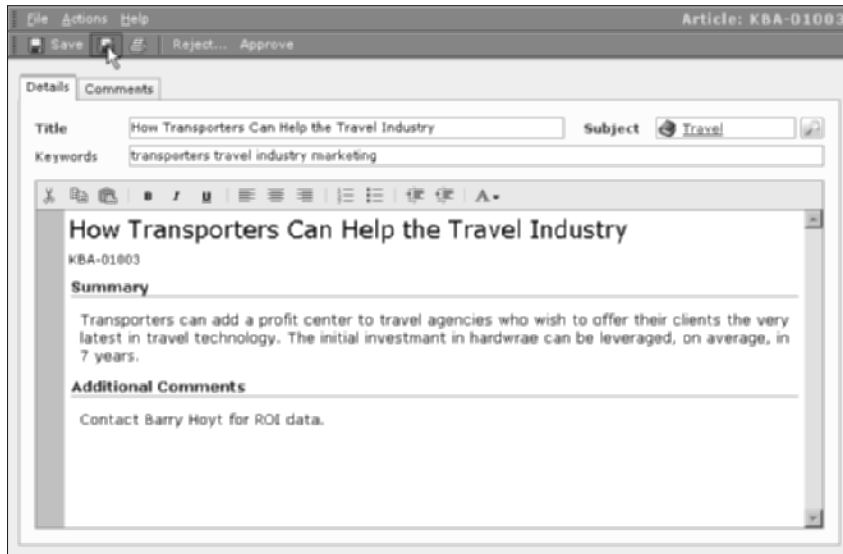 File Actions Help Article: KBA-01003
Save Reject... Approve
Details Comments
Title How Transporters Can Help the Travel Industry Subject Travel
Keywords transporters travel industry marketing
B I U A
How Transporters Can Help the Travel Industry
KBA-01003
Summary
Transporters can add a profit center to travel agencies who wish to offer their clients the very
latest in travel technology. The initial investmant in hardwrae can be leveraged, on average, in
7 years.
Additional Comments
Contact Barry Hoyt for ROI data.